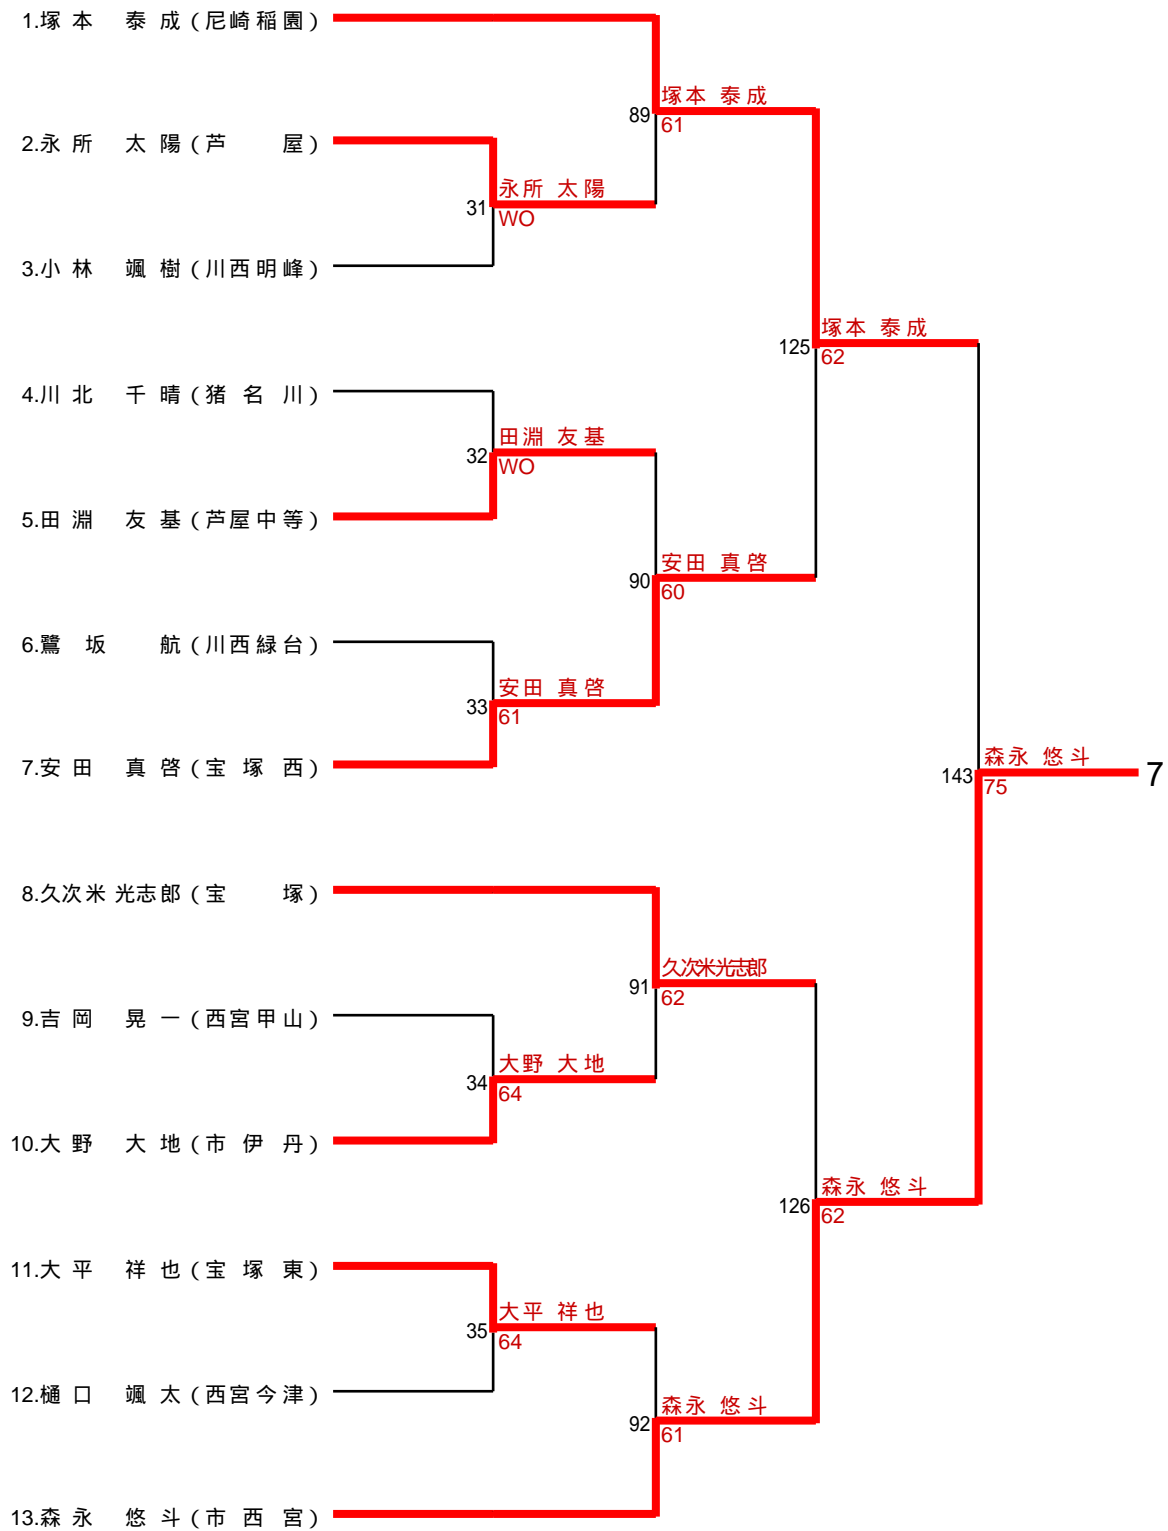 1.塚本 泰成(尼崎稲園)
塚本 泰成
89
61
2.永所 太陽(芦 屋)
永所 太陽
31
WO
3.小林 颯樹(川西明峰)
塚本 泰成
125
62
4.川北 千晴(猪名川)
田淵 友基
32
WO
5.田淵 友基(芦屋中等)
安田 真啓
90
60
6.鷺坂 航(川西緑台)
安田 真啓
33
61
7.安田 真啓(宝塚西)
森永 悠斗
143
75
7
8.久次米 光志郎(宝 塚)
久次米光志郎
91
62
9.吉岡 晃一(西宮甲山)
大野 大地
34
64
10.大野 大地(市伊丹)
森永 悠斗
126
62
11.大平 祥也(宝塚東)
大平 祥也
35
64
12.樋口 颯太(西宮今津)
森永 悠斗
92
61
13.森永 悠斗(市西宮)